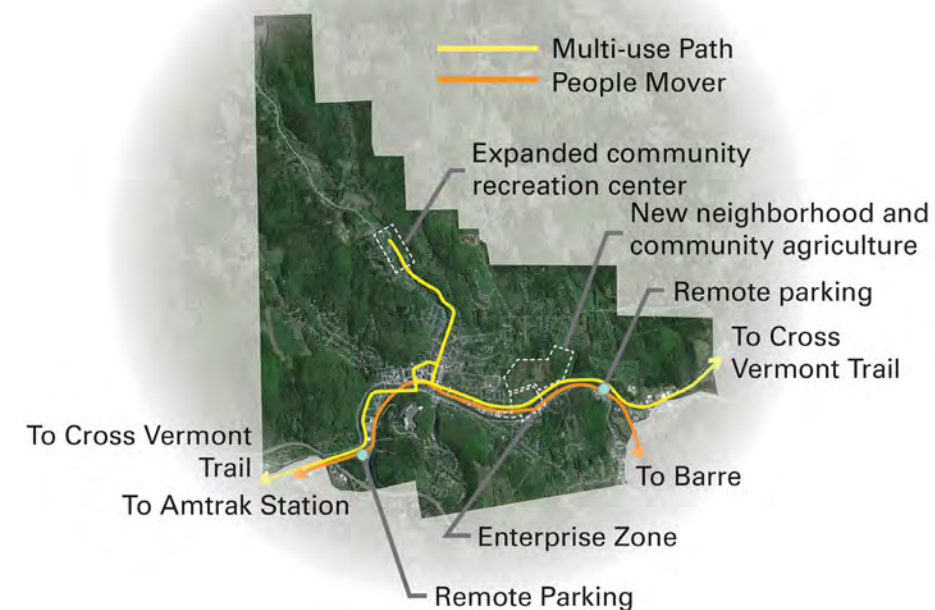 Multi-use Path
People Mover
Expanded community
recreation center
New neighborhood and
community agriculture
Remote parking
To Cross
Vermont Trail
To Cross Vermont
Trail
To Amtrak Station
To Barre
Enterprise Zone
Remote Parking